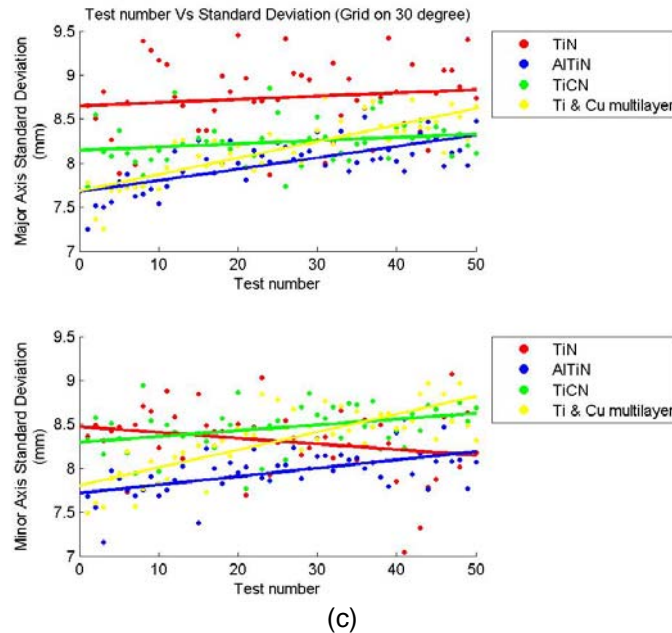 Test number Vs Standard Deviation (Grid on 30 degree)
Major Axis Standard Deviation
(mm)
9.5
9
8.5
8
7.5
7
0 10 20 30 40 50
Test number
TiN
AlTiN
TiCN
Ti & Cu multilayer
Minor Axis Standard Deviation
(mm)
9.5
9
8.5
8
7.5
7
0 10 20 30 40 50
Test number
TiN
AlTiN
TiCN
Ti & Cu multilayer
(c)